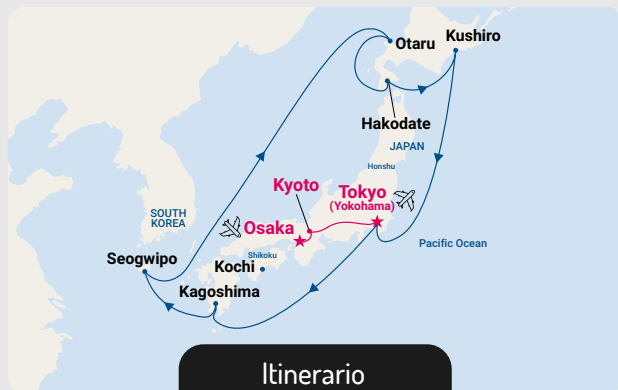 Kushiro
Otaru
Hakodate
JAPAN
Honshu
Kyoto
Tokyo
(Yokohama)
SOUTH
KOREA
Osaka
Pacific Ocean
Shikoku
Seogwipo
Kochi
Kagoshima
Itinerario